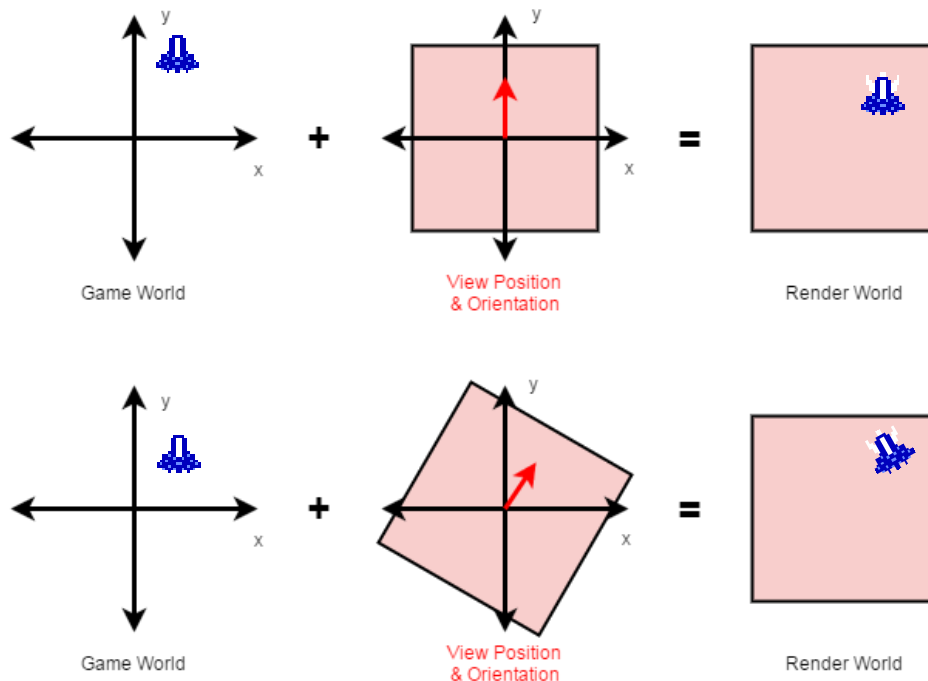 y
y
+
=
x
x
Game World
View Position
& Orientation
Render World
y
y
+
=
x
x
Game World
View Position
& Orientation
Render World